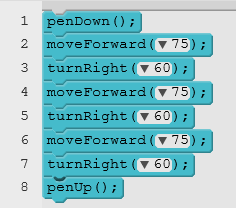 1 penDown();
2 moveForward(▼75);
3 turnRight(▼60);
4 moveForward(▼75);
5 turnRight(▼60);
6 moveForward(▼75);
7 turnRight(▼60);
8 penUp();